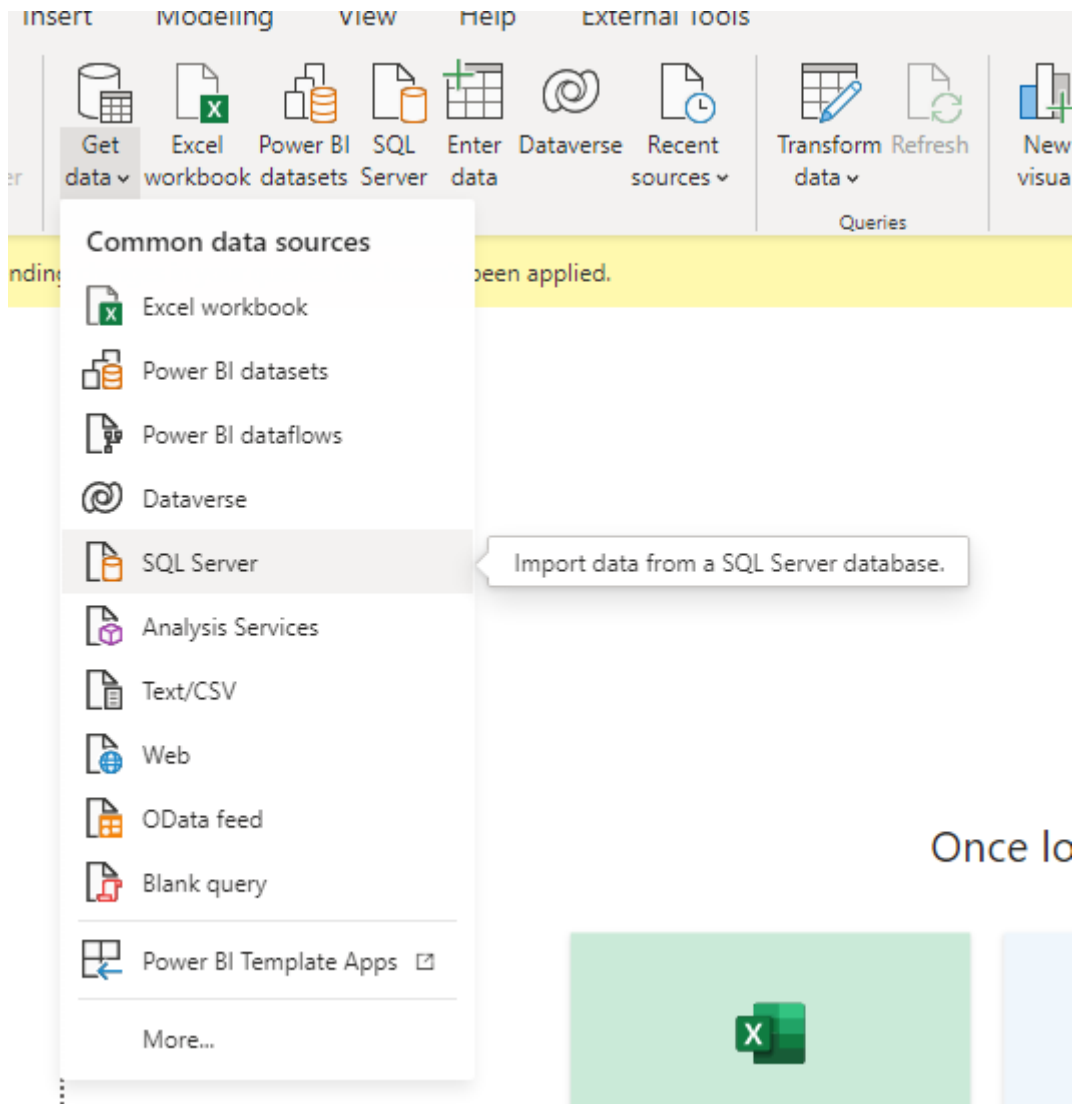 Insert Modeling View Help External Tools
Get Excel Power BI SQL Enter Dataverse Recent Transform Refresh New
er data workbook datasets Server data sources data visua
Queries
Common data sources
nding been applied.
Excel workbook
Power BI datasets
Power BI dataflows
Dataverse
SQL Server
Import data from a SQL Server database.
Analysis Services
Text/CSV
Web
OData feed
Blank query
Once lo
Power BI Template Apps
More...